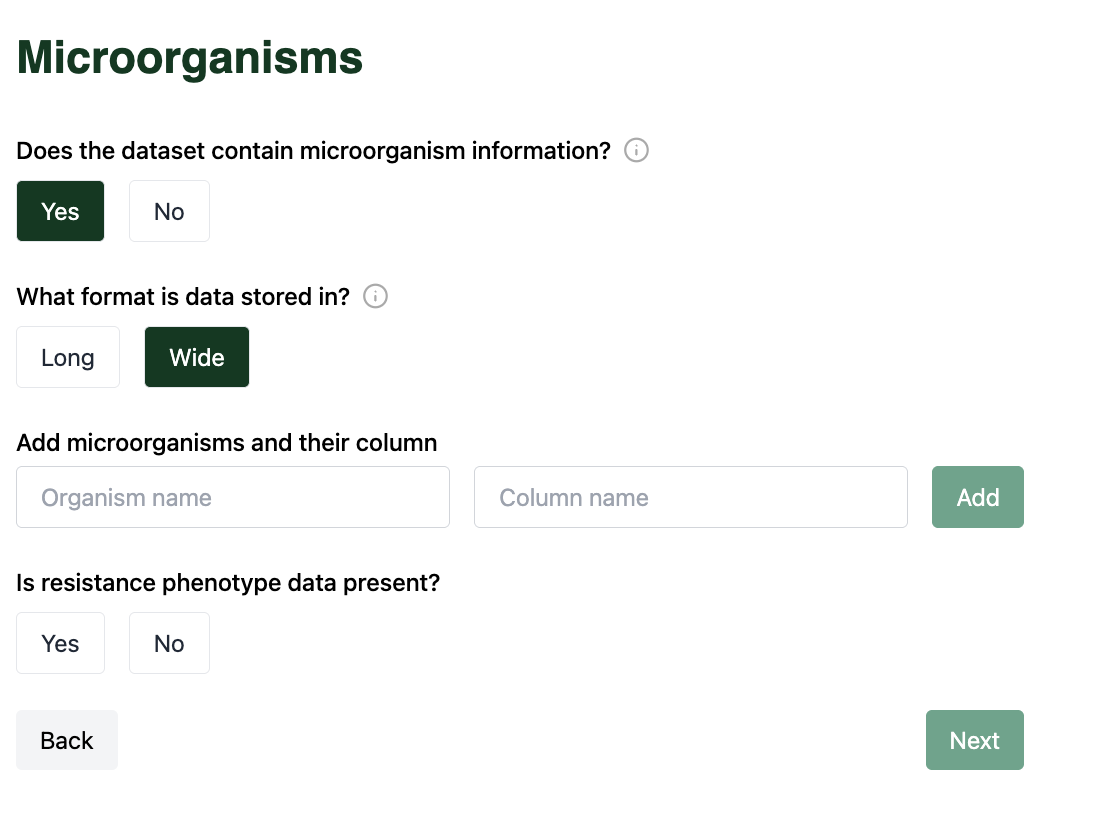 Microorganisms
Does the dataset contain microorganism information?
Yes No
What format is data stored in?
Long Wide
Add microorganisms and their column
Organism name Column name Add
Is resistance phenotype data present?
Yes No
Back Next